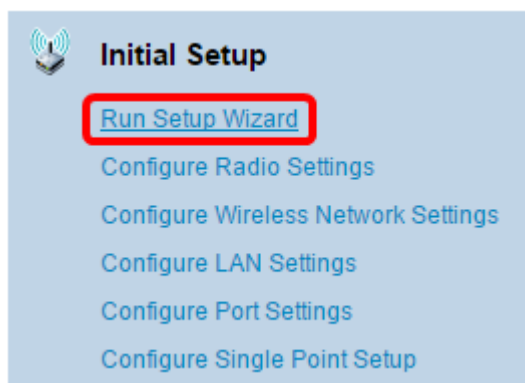 Initial Setup
Run Setup Wizard
Configure Radio Settings
Configure Wireless Network Settings
Configure LAN Settings
Configure Port Settings
Configure Single Point Setup